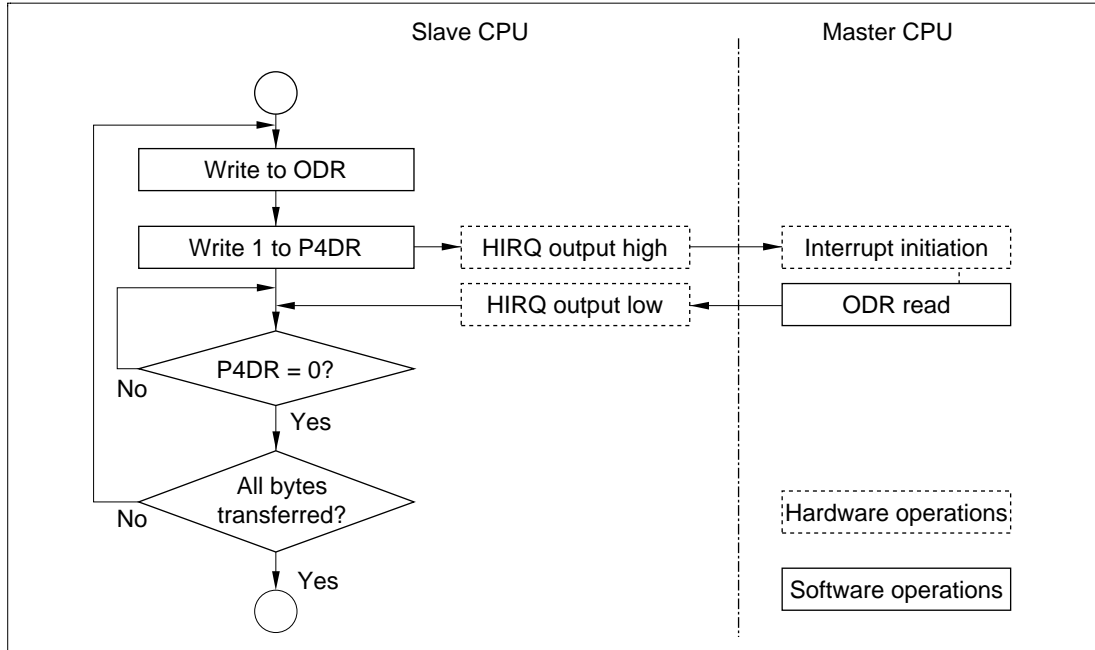 Slave CPU
Master CPU
Write to ODR
Write 1 to P4DR
HIRQ output high
Interrupt initiation
HIRQ output low
ODR read
P4DR = 0?
No
Yes
All bytes
transferred?
No
Yes
Hardware operations
Software operations